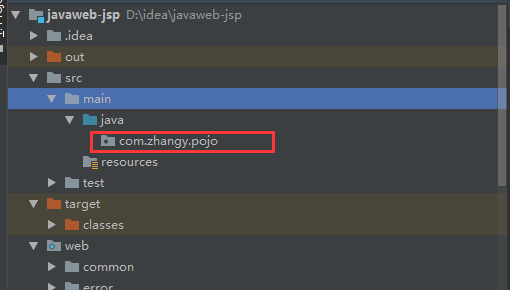 javaweb-jsp D:\idea\javaweb-jsp
.idea
out
src
main
java
com.zhangy.pojo
resources
test
target
classes
web
common
error